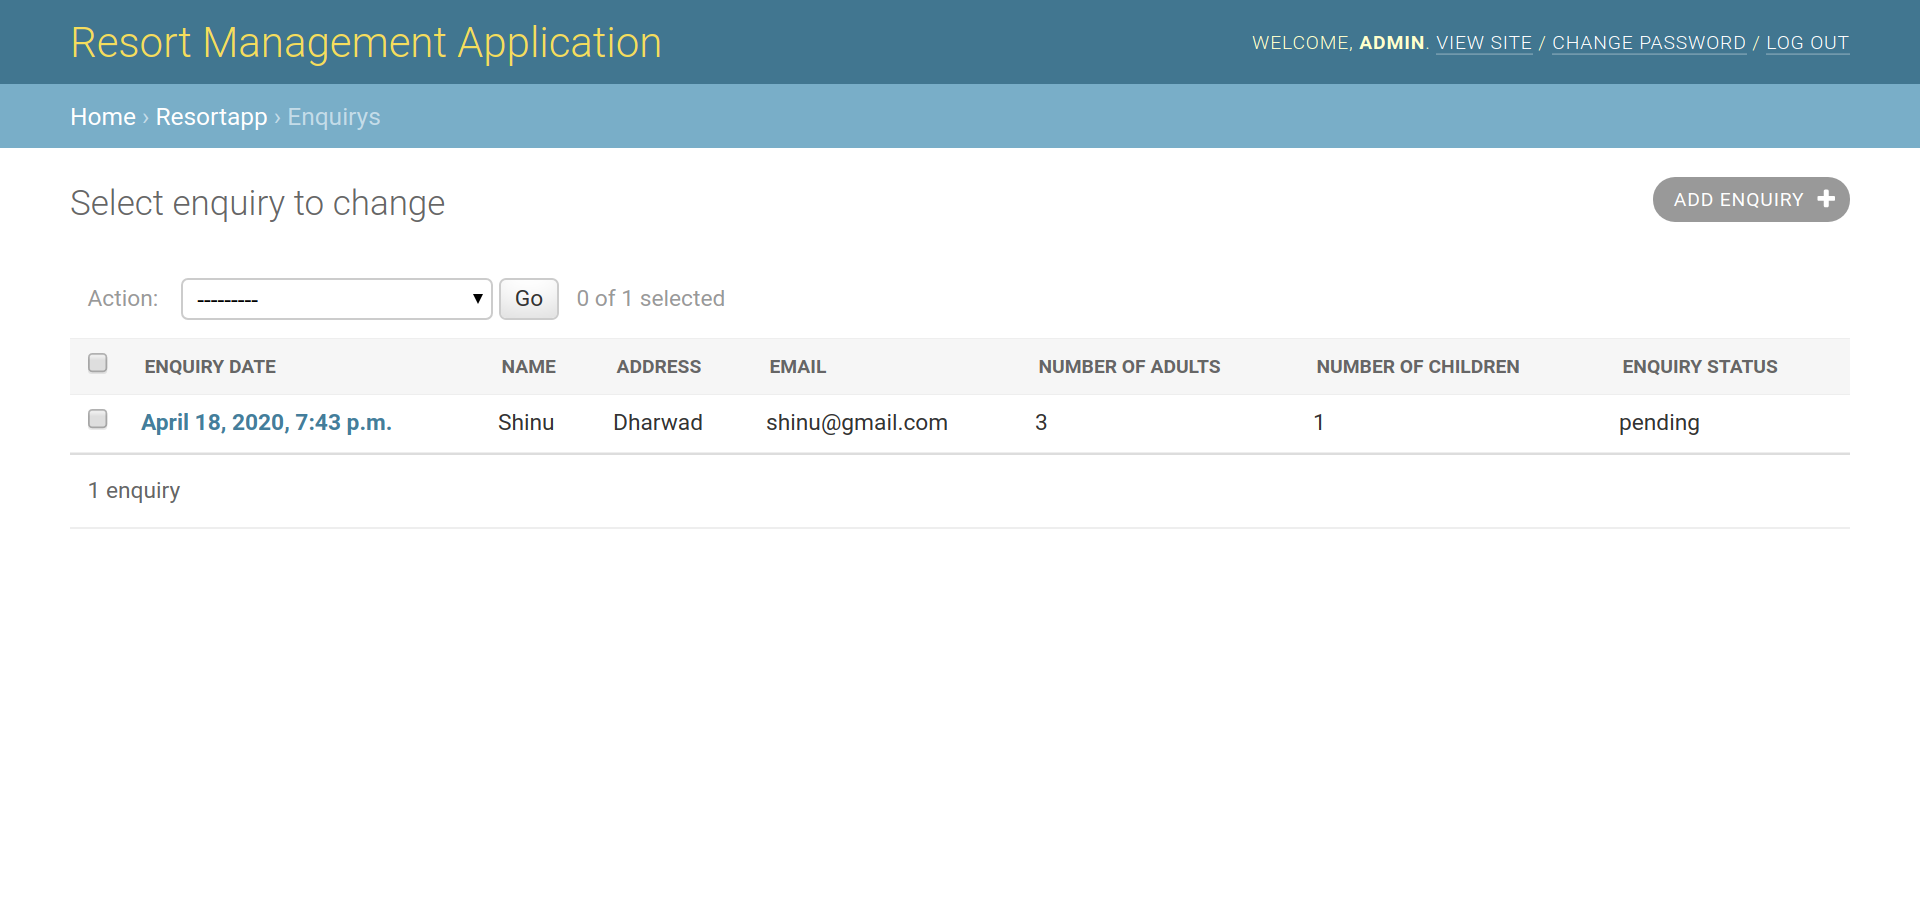 Resort Management Application
WELCOME, ADMIN. VIEW SITE / CHANGE PASSWORD / LOG OUT
Home › Resortapp › Enquirys
Select enquiry to change
ADD ENQUIRY +
Action: --------- Go 0 of 1 selected
ENQUIRY DATE NAME ADDRESS EMAIL NUMBER OF ADULTS NUMBER OF CHILDREN ENQUIRY STATUS
April 18, 2020, 7:43 p.m. Shinu Dharwad shinu@gmail.com 3 1 pending
1 enquiry